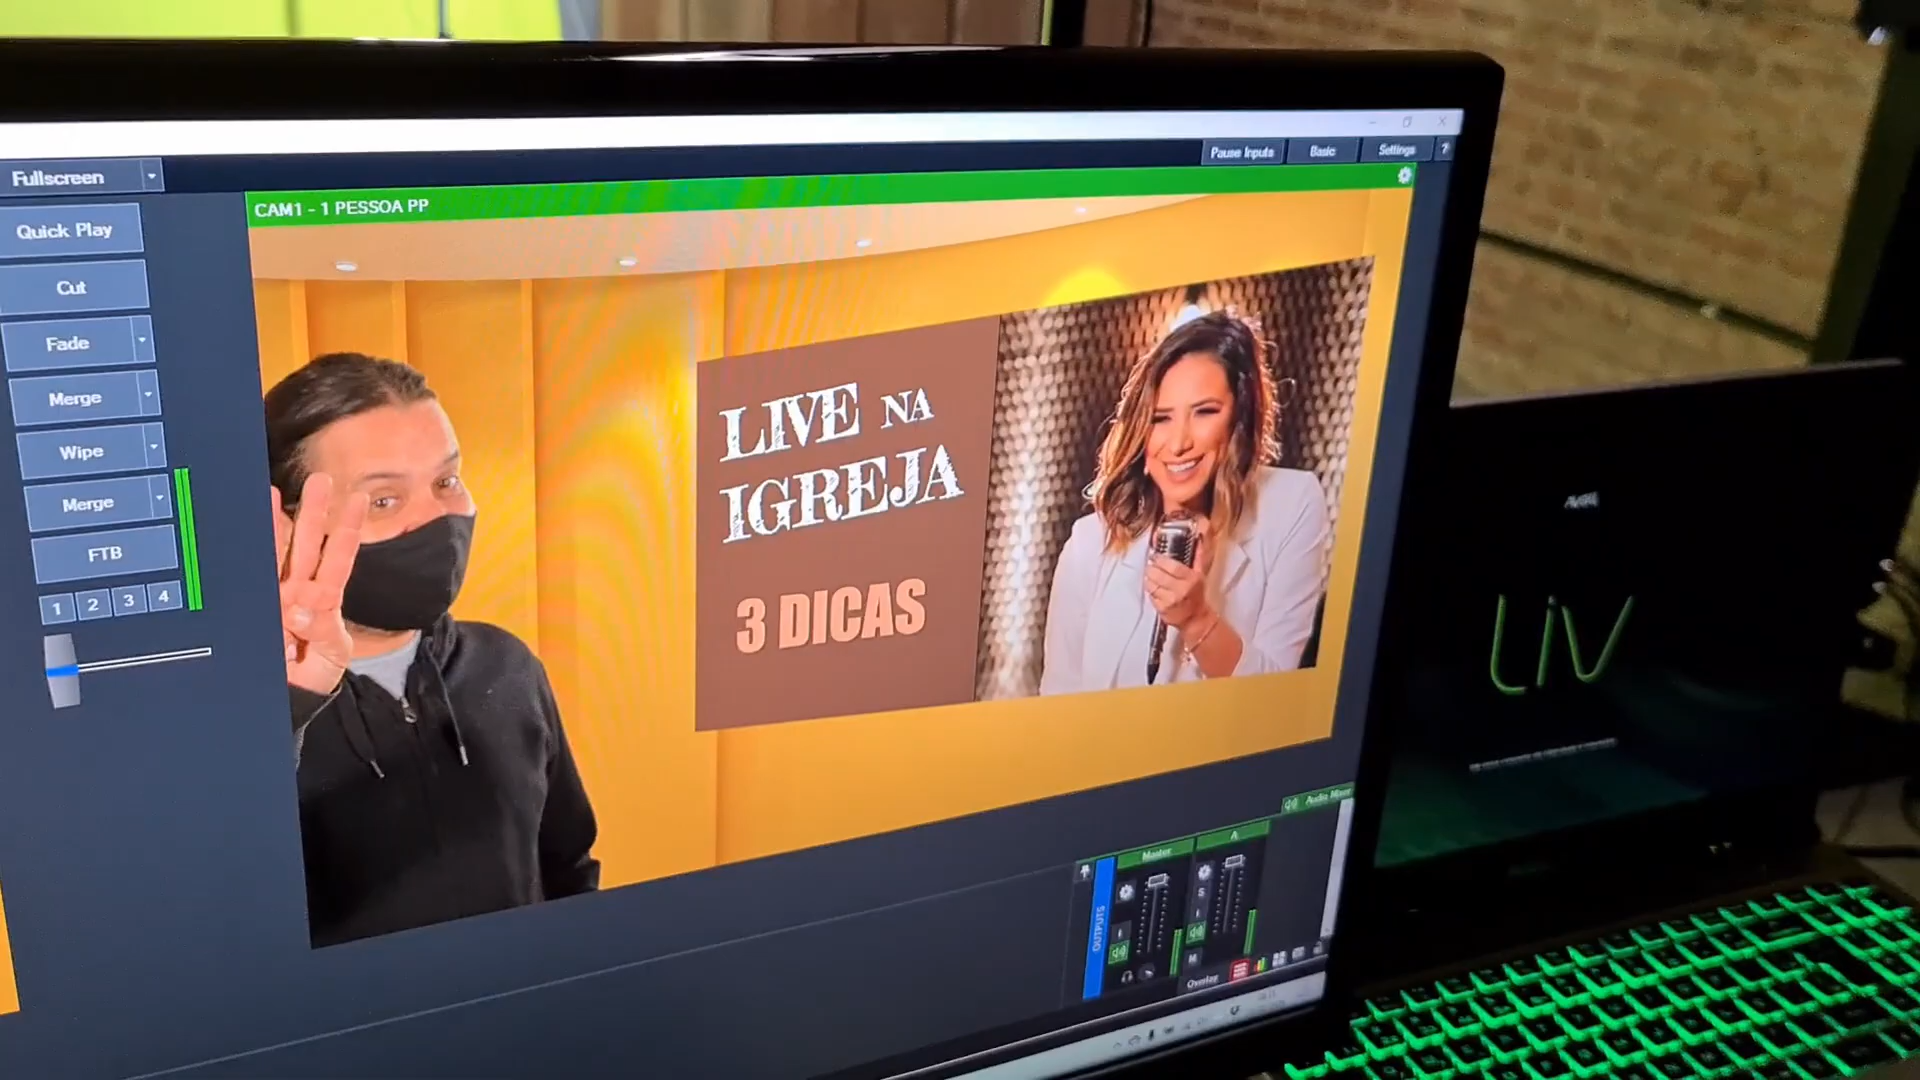 Pause Inputs
Basic
Settings
?
Fullscreen
CAM1 - 1 PESSOA PP
Quick Play
Cut
Fade
Merge
Wipe
Merge
FTB
1 2 3 4
LIVE NA
IGREJA
3 DICAS
AVELL
LiV
Audio Mixer
Master
A
OUTPUTS
S
M
Overlay